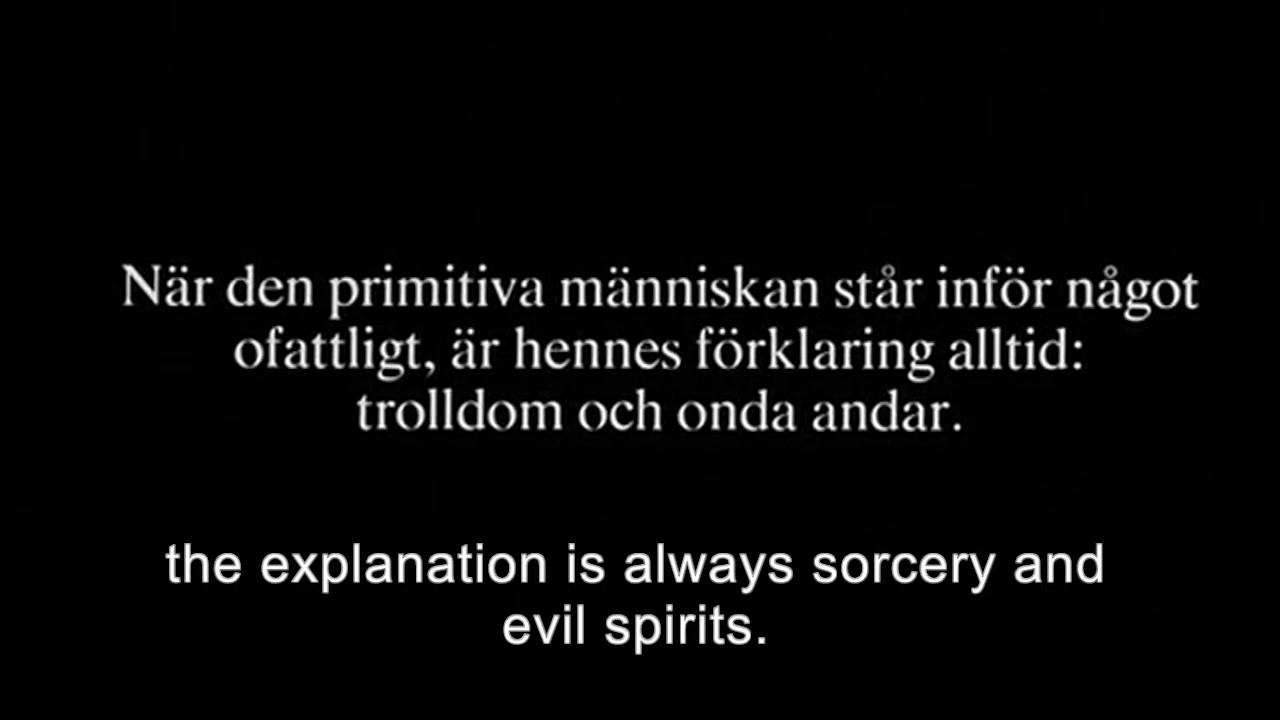 När den primitiva människan står inför något
ofattligt, är hennes förklaring alltid:
trolldom och onda andar.
the explanation is always sorcery and
evil spirits.